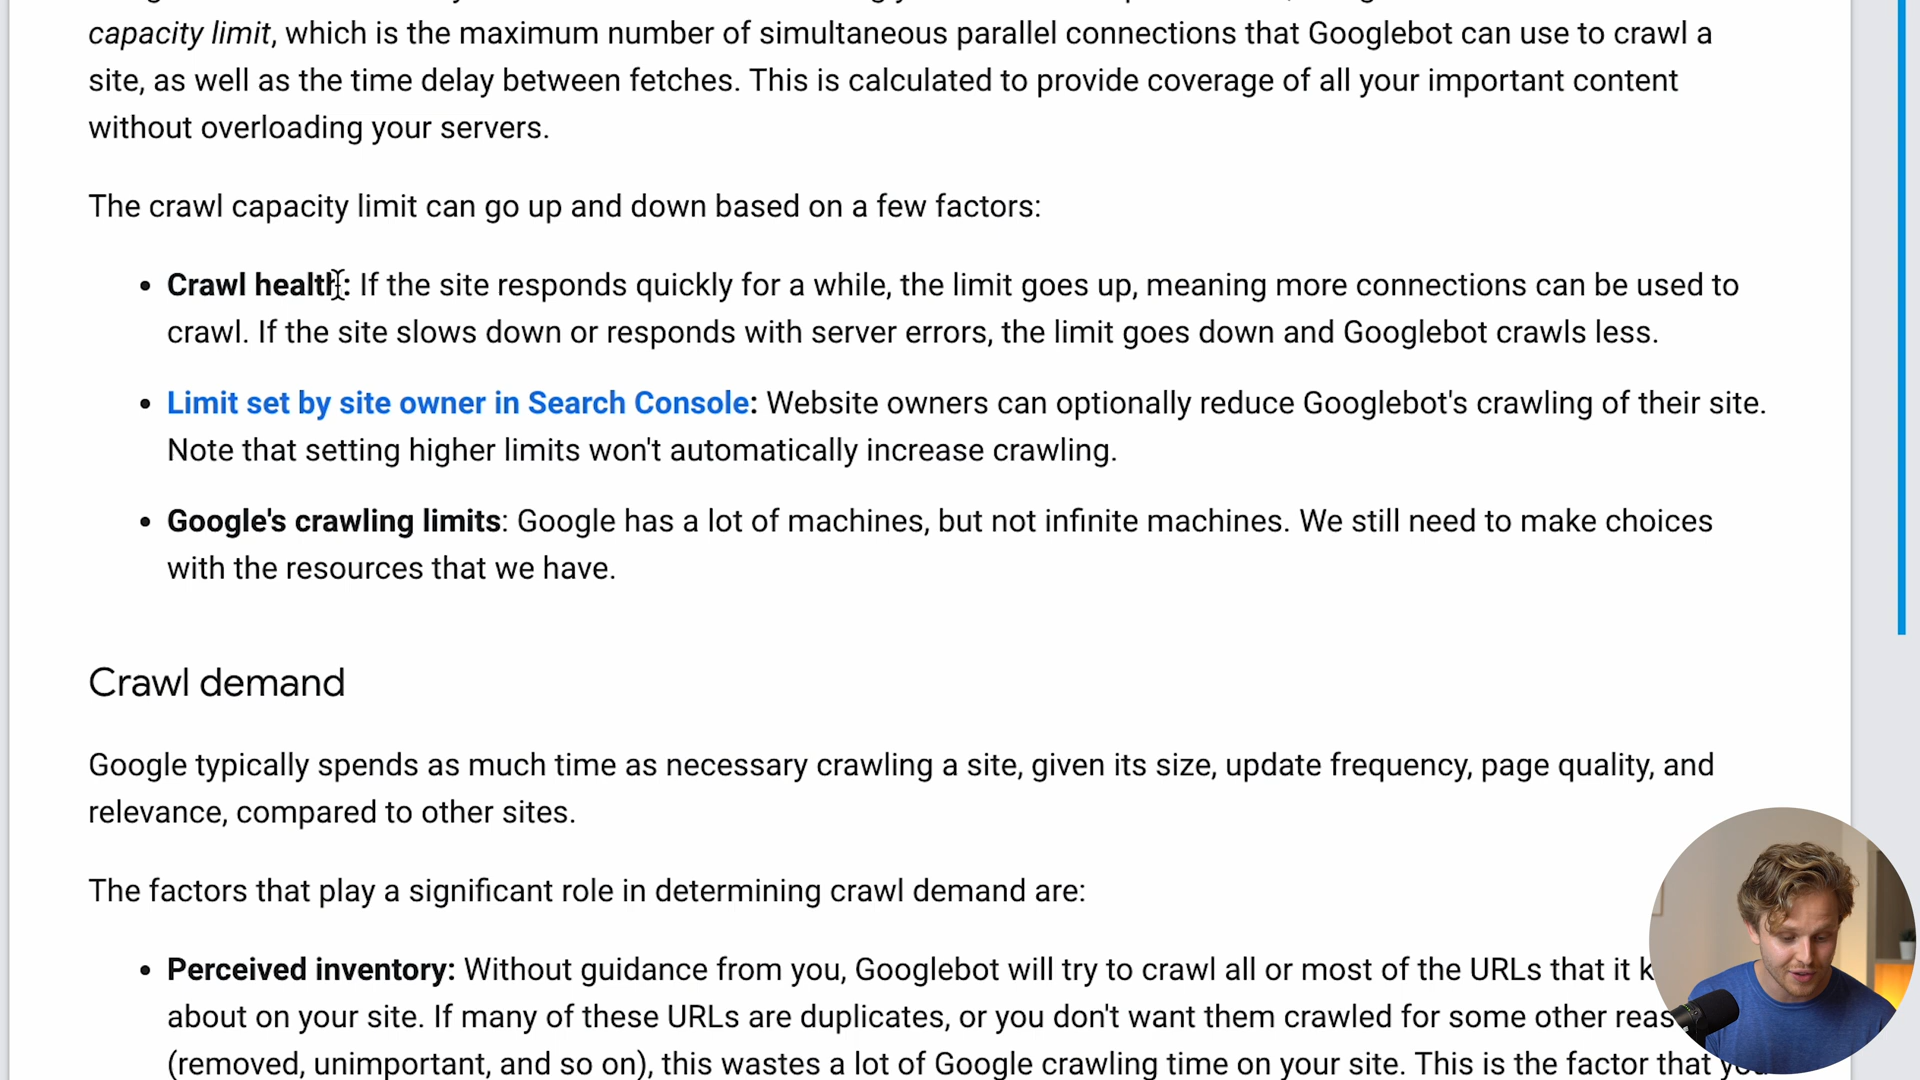 capacity limit, which is the maximum number of simultaneous parallel connections that Googlebot can use to crawl a
site, as well as the time delay between fetches. This is calculated to provide coverage of all your important content
without overloading your servers.
The crawl capacity limit can go up and down based on a few factors:
• Crawl health: If the site responds quickly for a while, the limit goes up, meaning more connections can be used to
crawl. If the site slows down or responds with server errors, the limit goes down and Googlebot crawls less.
• Limit set by site owner in Search Console: Website owners can optionally reduce Googlebot's crawling of their site.
Note that setting higher limits won't automatically increase crawling.
• Google's crawling limits: Google has a lot of machines, but not infinite machines. We still need to make choices
with the resources that we have.
Crawl demand
Google typically spends as much time as necessary crawling a site, given its size, update frequency, page quality, and
relevance, compared to other sites.
The factors that play a significant role in determining crawl demand are:
• Perceived inventory: Without guidance from you, Googlebot will try to crawl all or most of the URLs that it
about on your site. If many of these URLs are duplicates, or you don't want them crawled for some other
(removed, unimportant, and so on), this wastes a lot of Google crawling time on your site. This is the factor that